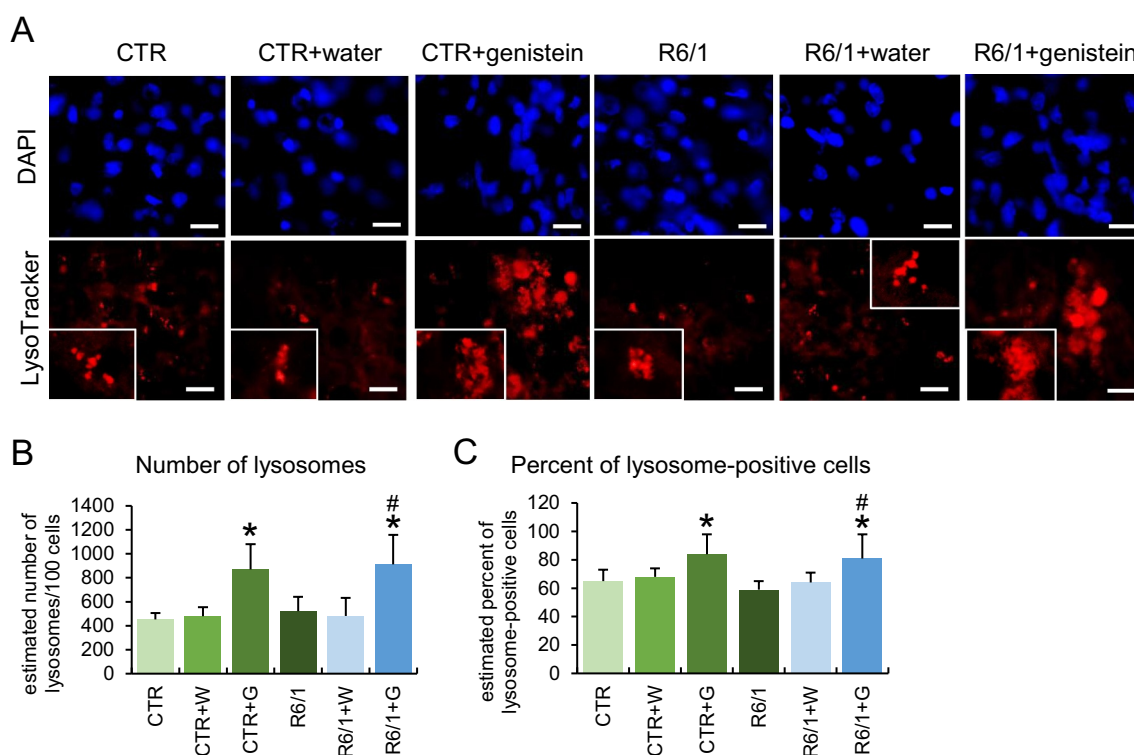 A
CTR CTR+water CTR+genistein R6/1 R6/1+water R6/1+genistein
DAPI
LysoTracker
B
Number of lysosomes
estimated number of
lysosomes/100 cells
1400
1200
1000
800
600
400
200
0
*
#
*
CTR
CTR+W
CTR+G
R6/1
R6/1+W
R6/1+G
C
Percent of lysosome-positive cells
estimated percent of
lysosome-positive cells
120
100
80
60
40
20
0
*
#
*
CTR
CTR+W
CTR+G
R6/1
R6/1+W
R6/1+G